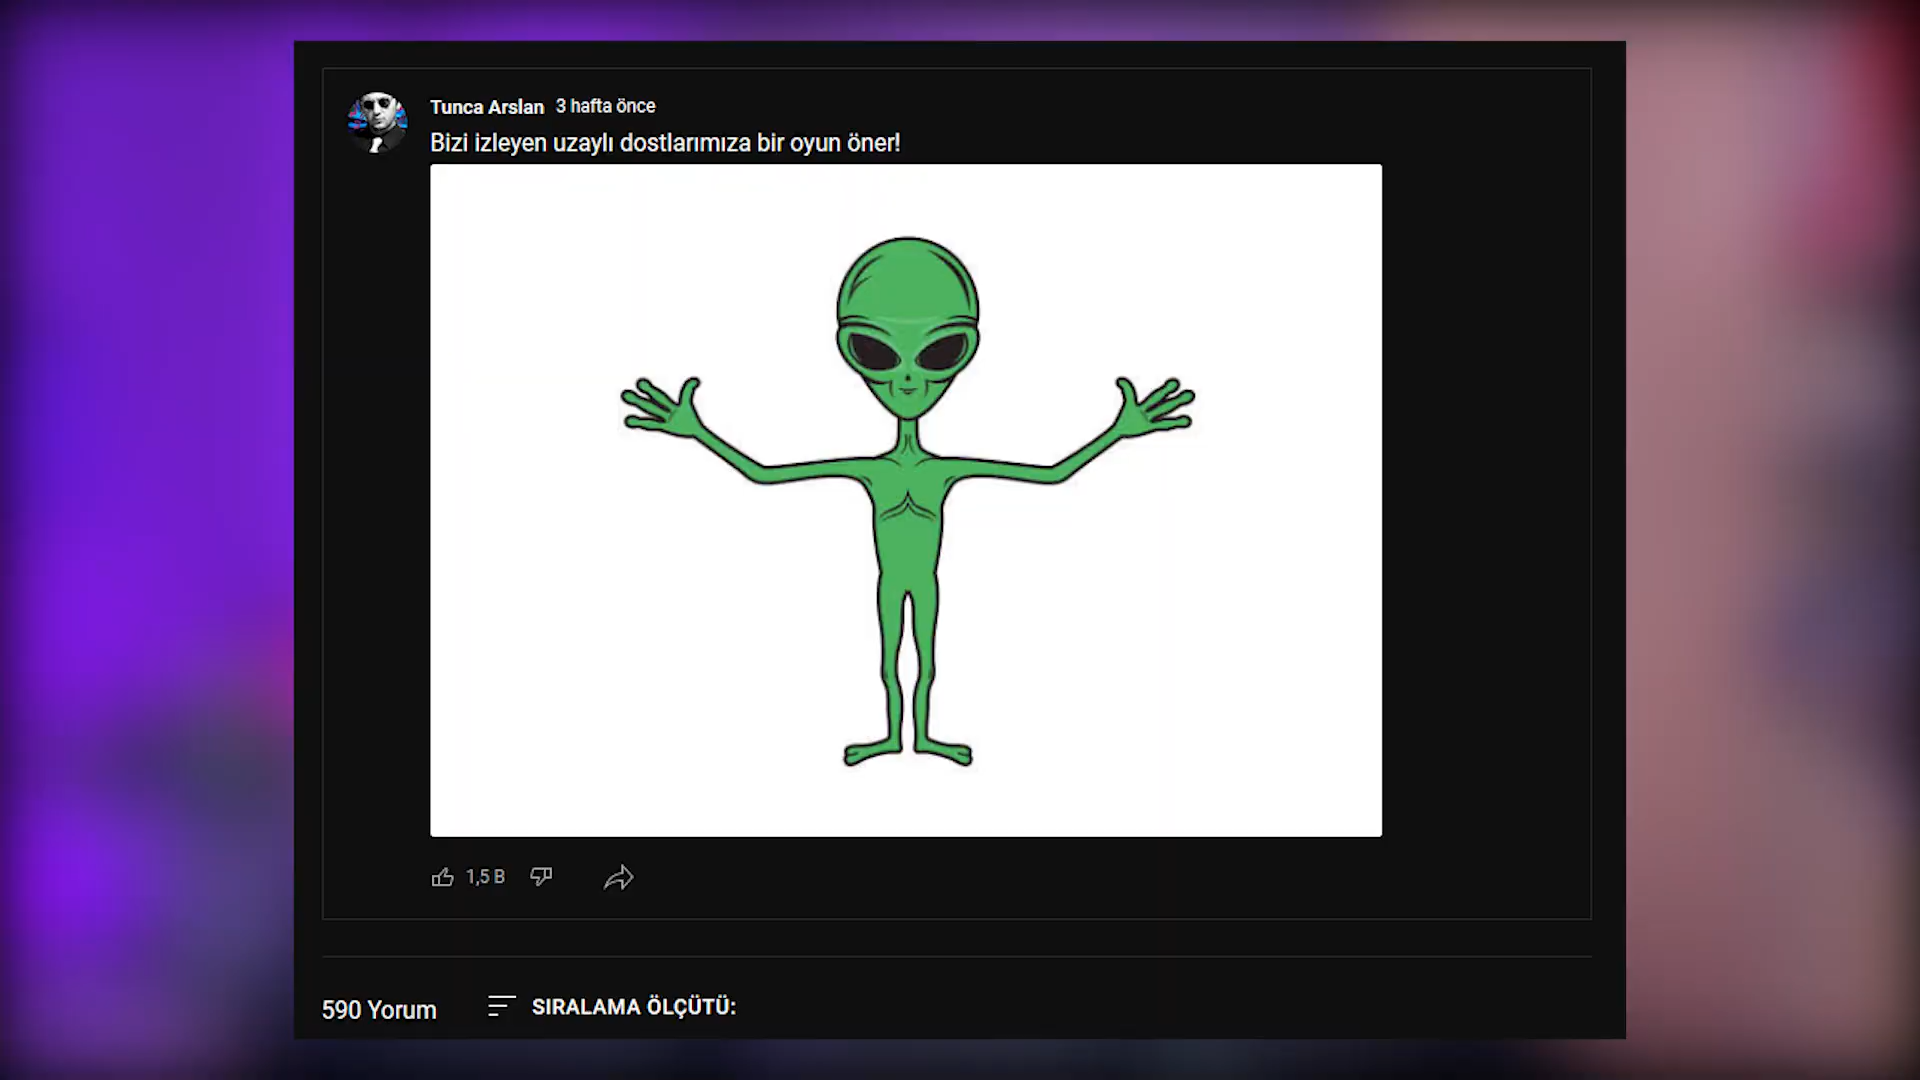 Tunca Arslan 3 hafta önce
Bizi izleyen uzaylı dostlarımıza bir oyun öner!
1,5 B
590 Yorum SIRALAMA ÖLÇÜTÜ: